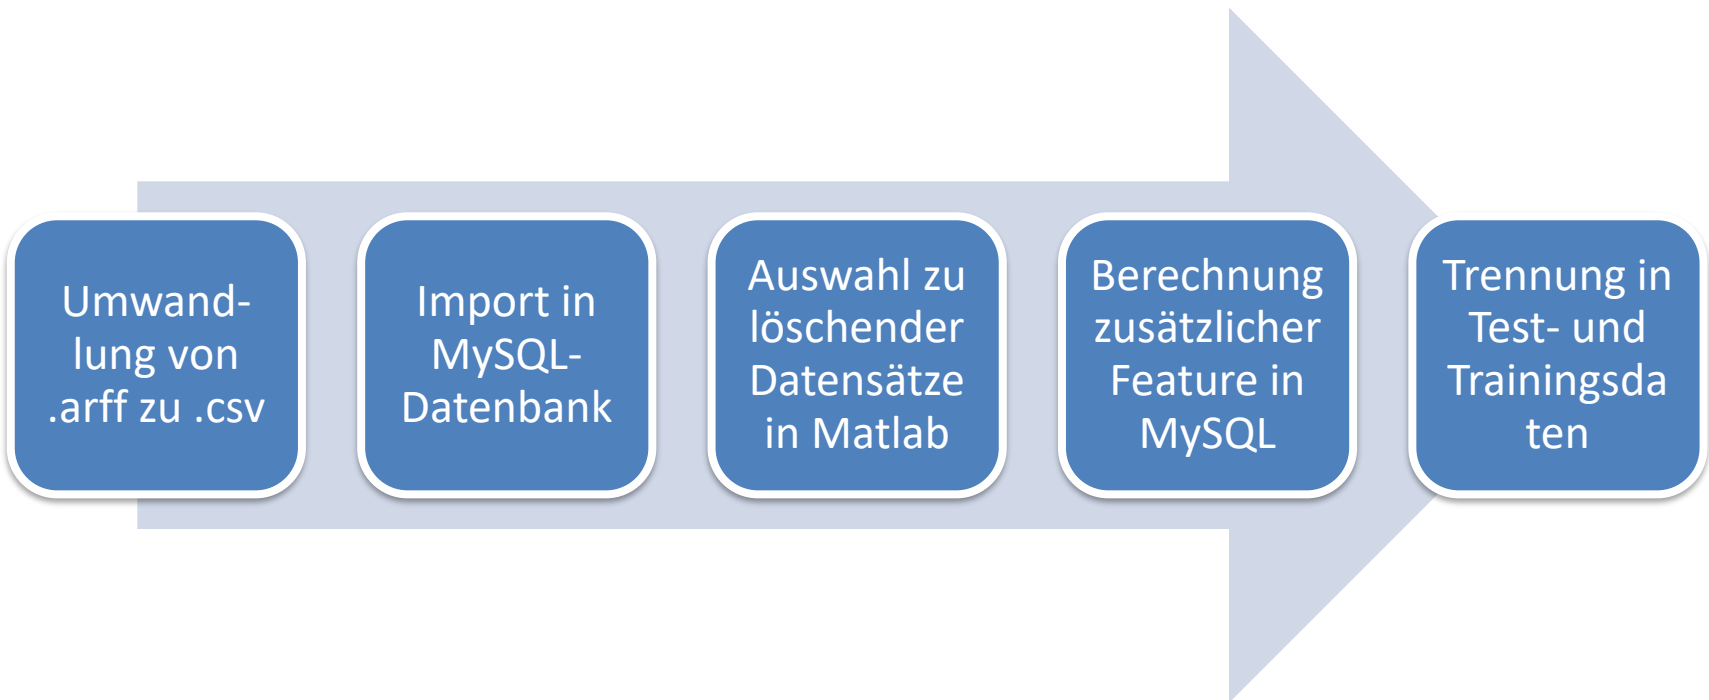 Umwand-
lung von
.arff zu .csv
Import in
MySQL-
Datenbank
Auswahl zu
löschender
Datensätze
in Matlab
Berechnung
zusätzlicher
Feature in
MySQL
Trennung in
Test- und
Trainingsda
ten